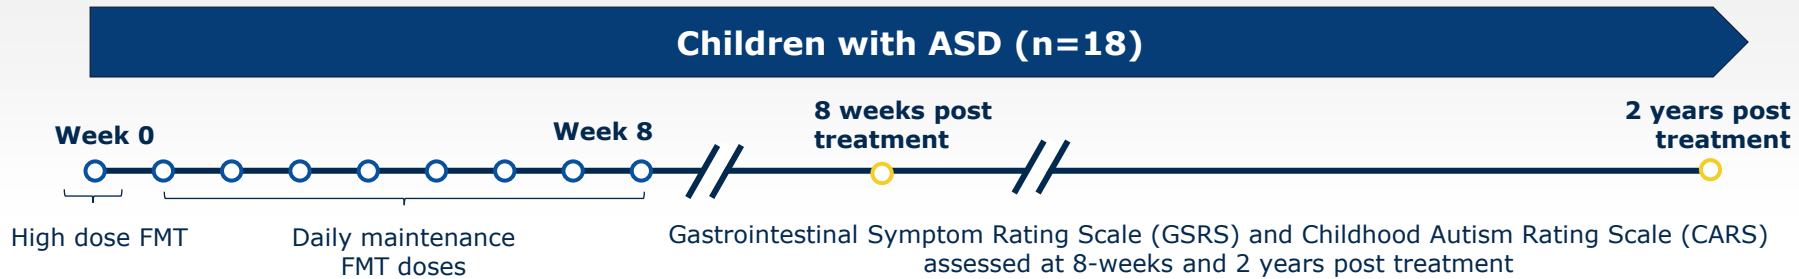 Children with ASD (n=18)
Week 0
Week 8
8 weeks post
treatment
2 years post
treatment
High dose FMT
Daily maintenance
FMT doses
Gastrointestinal Symptom Rating Scale (GSRS) and Childhood Autism Rating Scale (CARS)
assessed at 8-weeks and 2 years post treatment